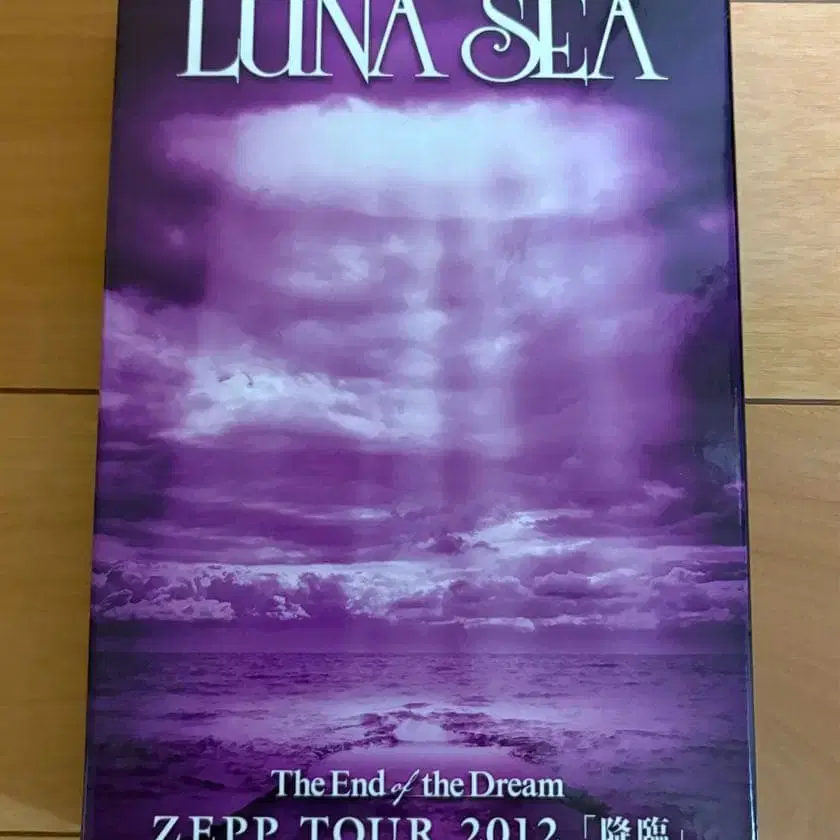 LUNA SEA
The End of the Dream
ZEPP TOUR 2012「降臨」